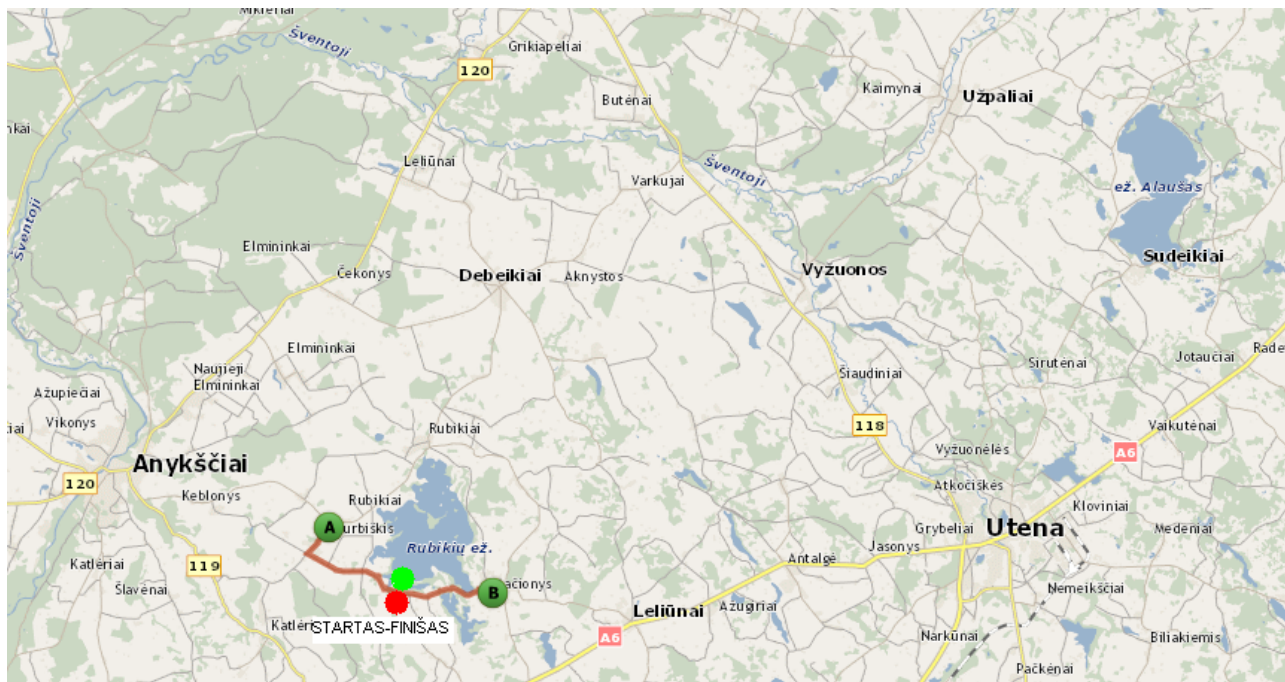 Mikieriai
Šventoji
Grikiapeliai
120
Kaimynai
Užpaliai
Butėnai
nkai
Leliūnai
Šventoji
Varkujai
ež. Alaušas
Šventoji
Elmininkai
Čekonys
Debeikiai
Aknystos
Vyžuonos
Sudeikiai
Elmininkai
Naujieji
Elmininkai
Rade
Jotaučiai
Sirutėnai
Šiaudiniai
Ažupiečiai
Vikonys
čiai
Rubikiai
118
Vaikutėnai
Anykščiai
Vyžuonėlės
A6
120
Keblonys
Rubikiai
Atkočiškės
Kloviniai
A
urbiškis
Grybeliai
Utena
Medeniai
Rubikių ež.
Jasonys
Antalgė
Katlėriai
119
Šlavėnai
B
ačionys
Nemeikščiai
Leliūnai
Ažugiriai
Katlėri
STARTAS-FINIŠAS
A6
Narkūnai
Biliakiemis
Pačkėnai